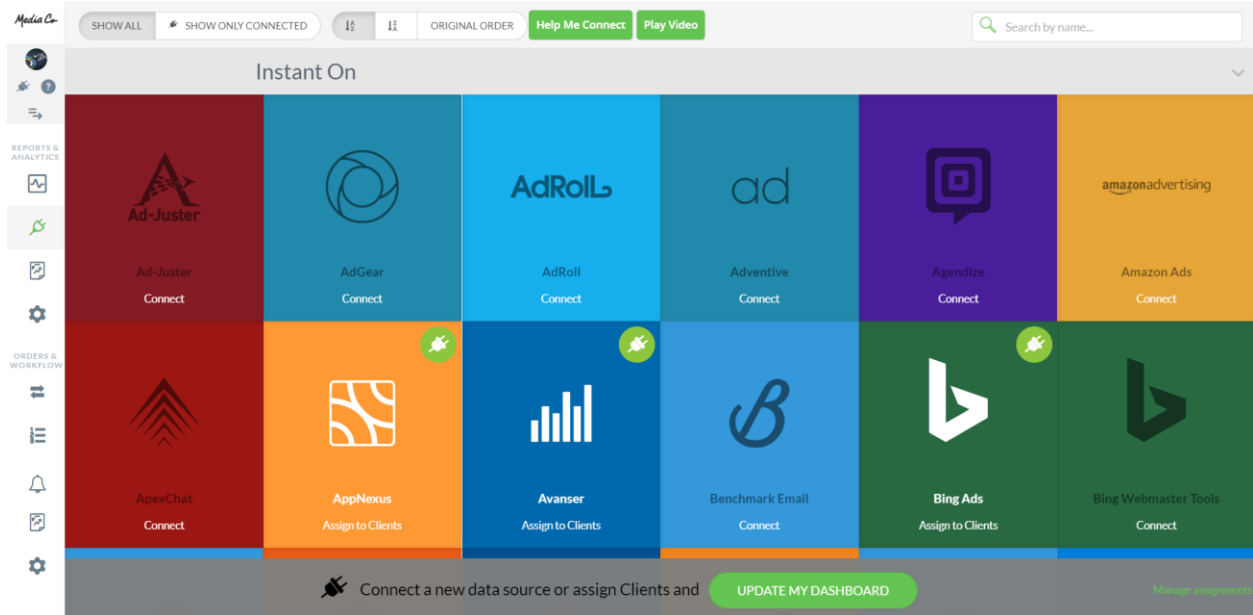 Media Co
SHOW ALL
SHOW ONLY CONNECTED
ORIGINAL ORDER
Help Me Connect
Play Video
Search by name...
Instant On
REPORTS &
ANALYTICS
ORDERS &
WORKFLOW
Ad-Juster
AdRoll
ad
amazonadvertising
Ad-Juster
AdGear
AdRoll
Adventive
Agendize
Amazon Ads
Connect
Connect
Connect
Connect
Connect
Connect
ApexChat
AppNexus
Avanser
Benchmark Email
Bing Ads
Bing Webmaster Tools
Connect
Assign to Clients
Assign to Clients
Connect
Assign to Clients
Connect
Connect a new data source or assign Clients and
UPDATE MY DASHBOARD
Manage assignments